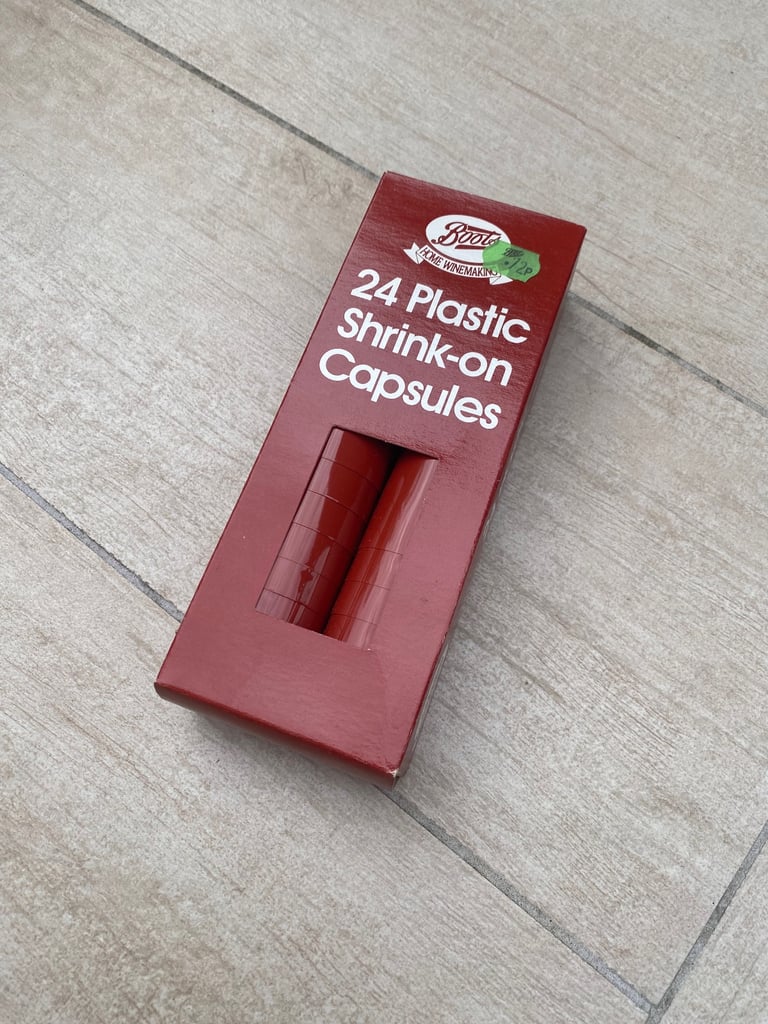 Boots
HOME WINEMAKING
24 Plastic
Shrink-on
Capsules